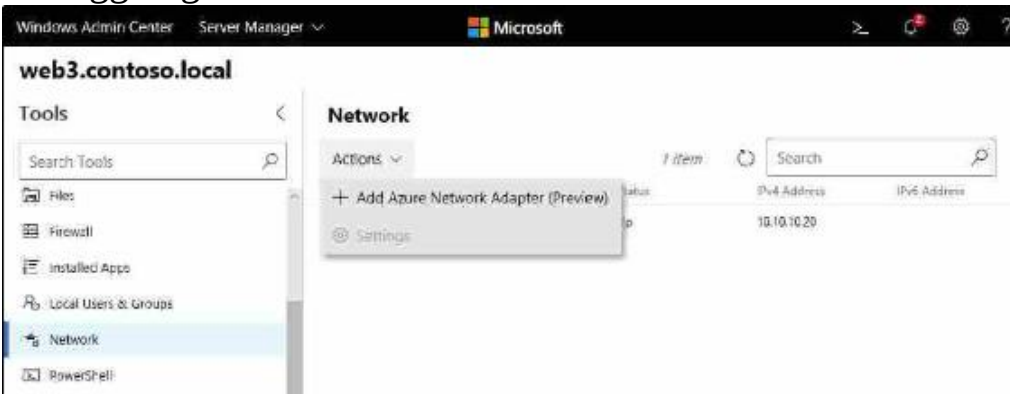 Windows Admin Center Server Manager Microsoft ?
web3.contoso.local
Tools
Network
Search Tools
Actions
1 item
Search
Files
+ Add Azure Network Adapter (Preview)
Status
IPv4 Address
IPv6 Address
Firewall
Settings
10.10.10.20
Installed Apps
Local Users & Groups
Network
PowerShell